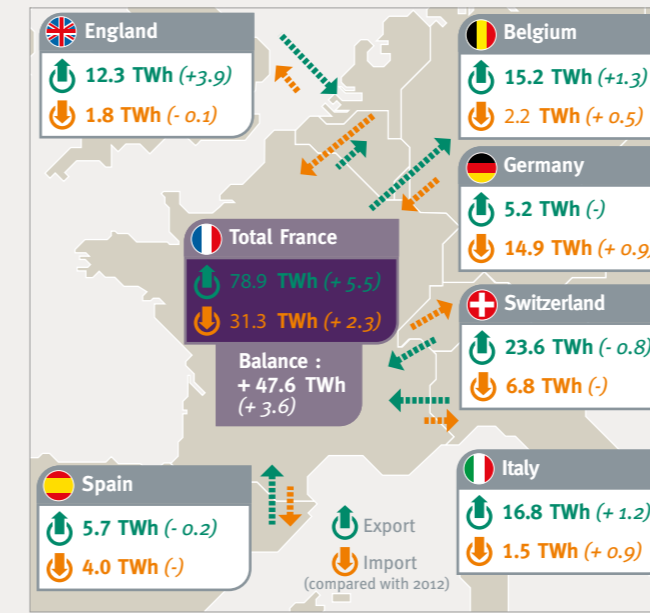 England
12.3 TWh (+3.9)
1.8 TWh (- 0.1)
Belgium
15.2 TWh (+1.3)
2.2 TWh (+ 0.5)
Germany
5.2 TWh (-)
14.9 TWh (+ 0.9)
Total France
78.9 TWh (+ 5.5)
31.3 TWh (+ 2.3)
Balance :
+ 47.6 TWh
(+ 3.6)
Switzerland
23.6 TWh (- 0.8)
6.8 TWh (-)
Spain
5.7 TWh (- 0.2)
4.0 TWh (-)
Italy
16.8 TWh (+ 1.2)
1.5 TWh (+ 0.9)
Export
Import
(compared with 2012)